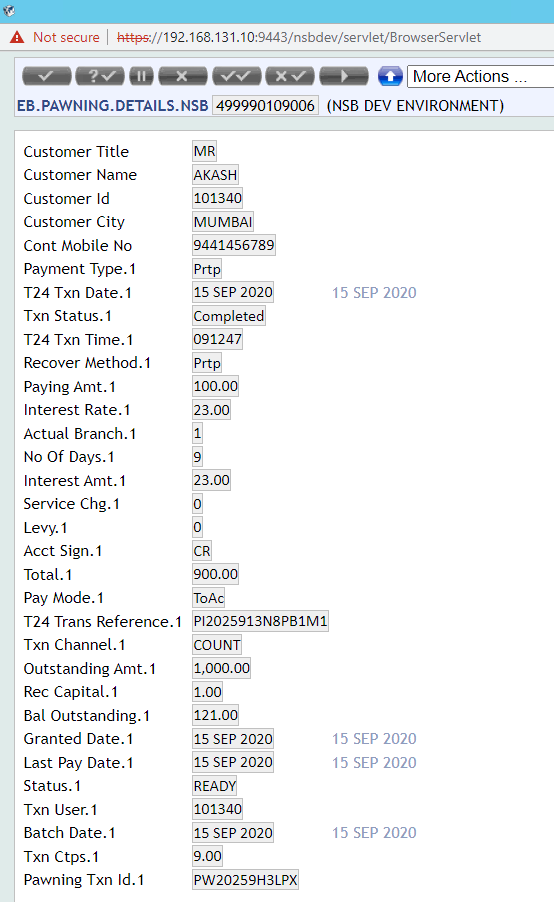 Not secure | https://192.168.131.10:9443/nsbdev/servlet/BrowserServlet
More Actions ...
EB.PAWNING.DETAILS.NSB 499990109006 (NSB DEV ENVIRONMENT)
Customer Title MR
Customer Name AKASH
Customer Id 101340
Customer City MUMBAI
Cont Mobile No 9441456789
Payment Type.1 Prtp
T24 Txn Date.1 15 SEP 2020 15 SEP 2020
Txn Status.1 Completed
T24 Txn Time.1 091247
Recover Method.1 Prtp
Paying Amt.1 100.00
Interest Rate.1 23.00
Actual Branch.1 1
No Of Days.1 9
Interest Amt.1 23.00
Service Chg.1 0
Levy.1 0
Acct Sign.1 CR
Total.1 900.00
Pay Mode.1 ToAc
T24 Trans Reference.1 PI2025913N8PB1M1
Txn Channel.1 COUNT
Outstanding Amt.1 1,000.00
Rec Capital.1 1.00
Bal Outstanding.1 121.00
Granted Date.1 15 SEP 2020 15 SEP 2020
Last Pay Date.1 15 SEP 2020 15 SEP 2020
Status.1 READY
Txn User.1 101340
Batch Date.1 15 SEP 2020 15 SEP 2020
Txn Ctps.1 9.00
Pawning Txn Id.1 PW20259H3LPX